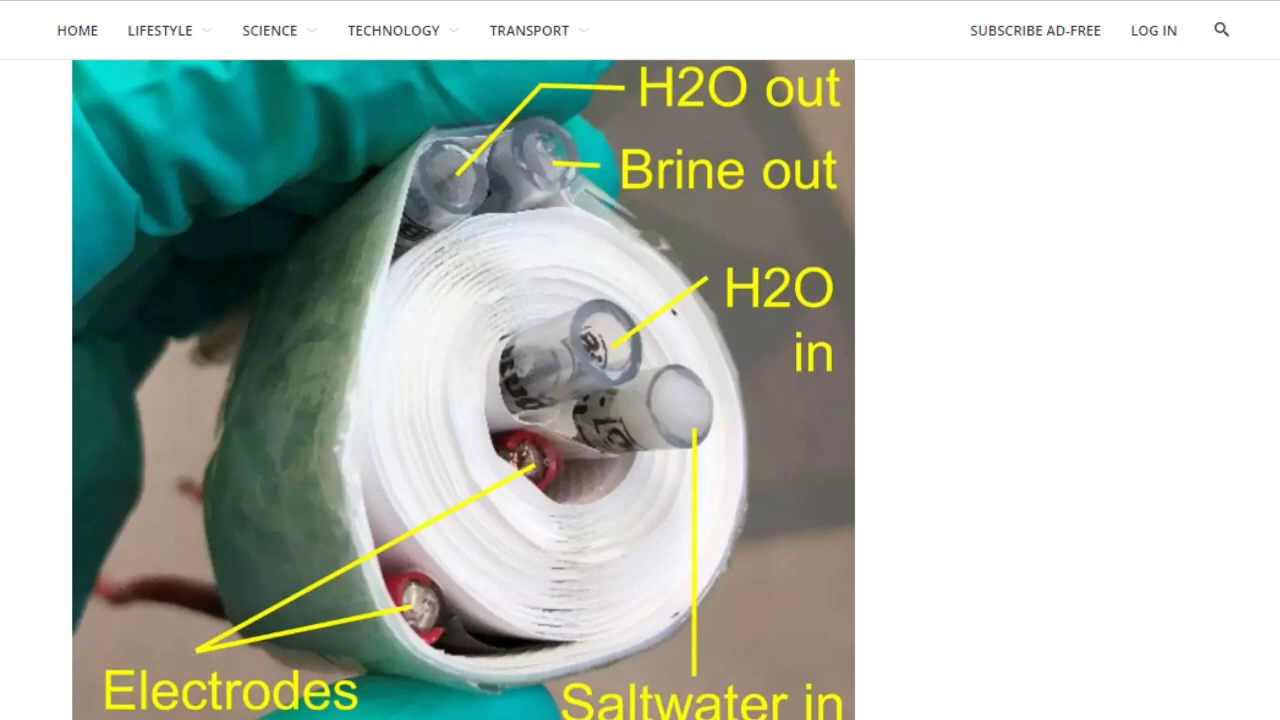 HOME LIFESTYLE SCIENCE TECHNOLOGY TRANSPORT SUBSCRIBE AD-FREE LOG IN
H2O out
Brine out
H2O
in
Electrodes
Saltwater in